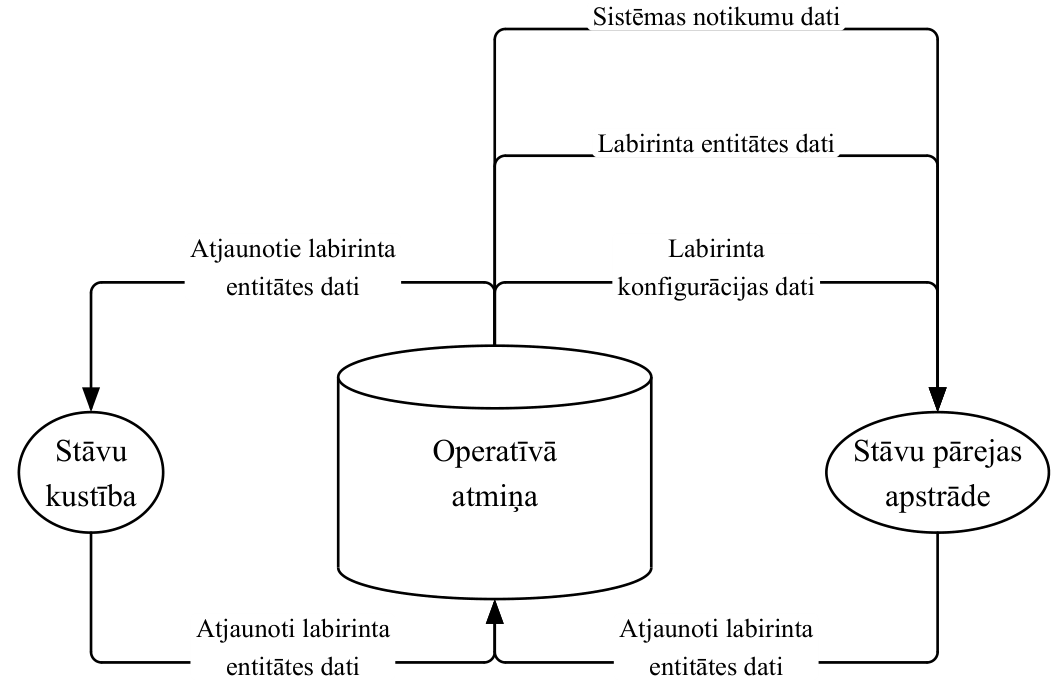 Sistēmas notikumu dati
Labirinta entitātes dati
Atjaunotie labirinta
entitātes dati
Labirinta
konfigurācijas dati
Stāvu
kustība
Operatīvā
atmiņa
Stāvu pārejas
apstrāde
Atjaunoti labirinta
entitātes dati
Atjaunoti labirinta
entitātes dati